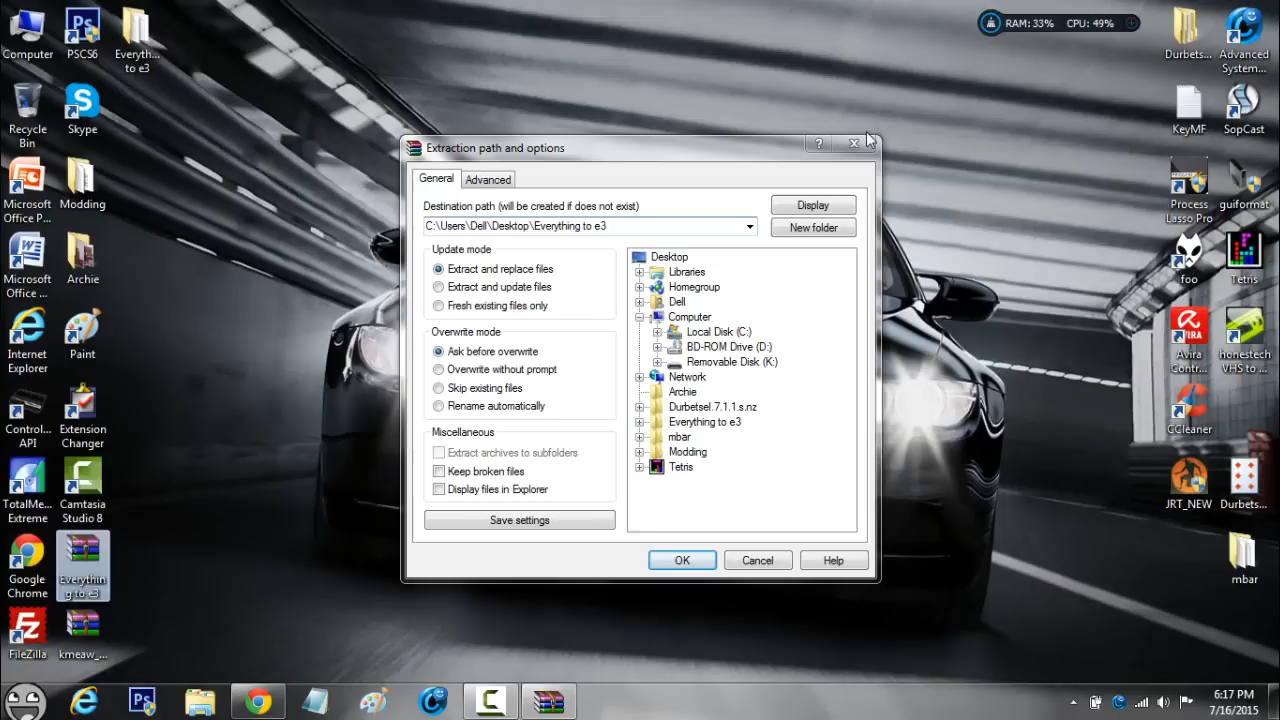 Computer
PSCS6
Everyth...
to e3
Recycle
Bin
Skype
Microsoft
Office P...
Modding
Microsoft
Office ...
Archie
Internet
Explorer
Paint
Control...
API
Extension
Changer
TotalMe...
Extreme
Camtasia
Studio 8
Google
Chrome
Everythin
g to e3
FileZilla
kmeaw_...
RAM: 33% CPU: 49%
Durbets...
Advanced
System...
KeyMF
SopCast
Process
Lasso Pro
guiformat
foo
Tetris
Avira
Contr...
honestech
VHS to ...
CCleaner
JRT_NEW
Durbets...
mbar
Extraction path and options
General
Advanced
Destination path (will be created if does not exist)
Display
C:\Users\Dell\Desktop\Everything to e3
New folder
Update mode
Extract and replace files
Extract and update files
Fresh existing files only
Overwrite mode
Ask before overwrite
Overwrite without prompt
Skip existing files
Rename automatically
Miscellaneous
Extract archives to subfolders
Keep broken files
Display files in Explorer
Save settings
Desktop
Libraries
Homegroup
Dell
Computer
Local Disk (C:)
BD-ROM Drive (D:)
Removable Disk (K:)
Network
Archie
Durbetsel.7.1.1.s.nz
Everything to e3
mbar
Modding
Tetris
OK
Cancel
Help
6:17 PM
7/16/2015